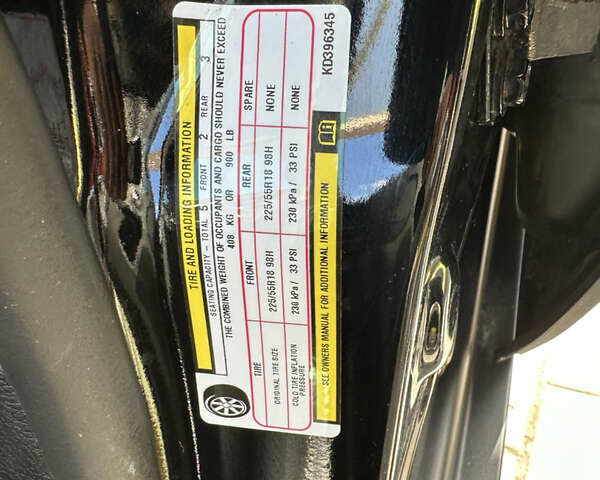 TIRE AND LOADING INFORMATION
SEATING CAPACITY - TOTAL 5 FRONT 2 REAR 3
THE COMBINED WEIGHT OF OCCUPANTS AND CARGO SHOULD NEVER EXCEED
408 KG OR 900 LB
TIRE FRONT REAR SPARE
ORIGINAL TIRE SIZE 225/55R18 98H 225/55R18 98H NONE
COLD TIRE INFLATION PRESSURE 230 kPa / 33 PSI 230 kPa / 33 PSI NONE
SEE OWNERS MANUAL FOR ADDITIONAL INFORMATION
KD396345